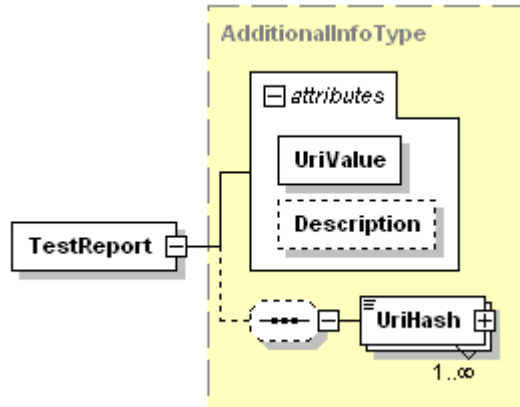 AdditionalInfoType
attributes
UriValue
Description
TestReport
UriHash
1..∞